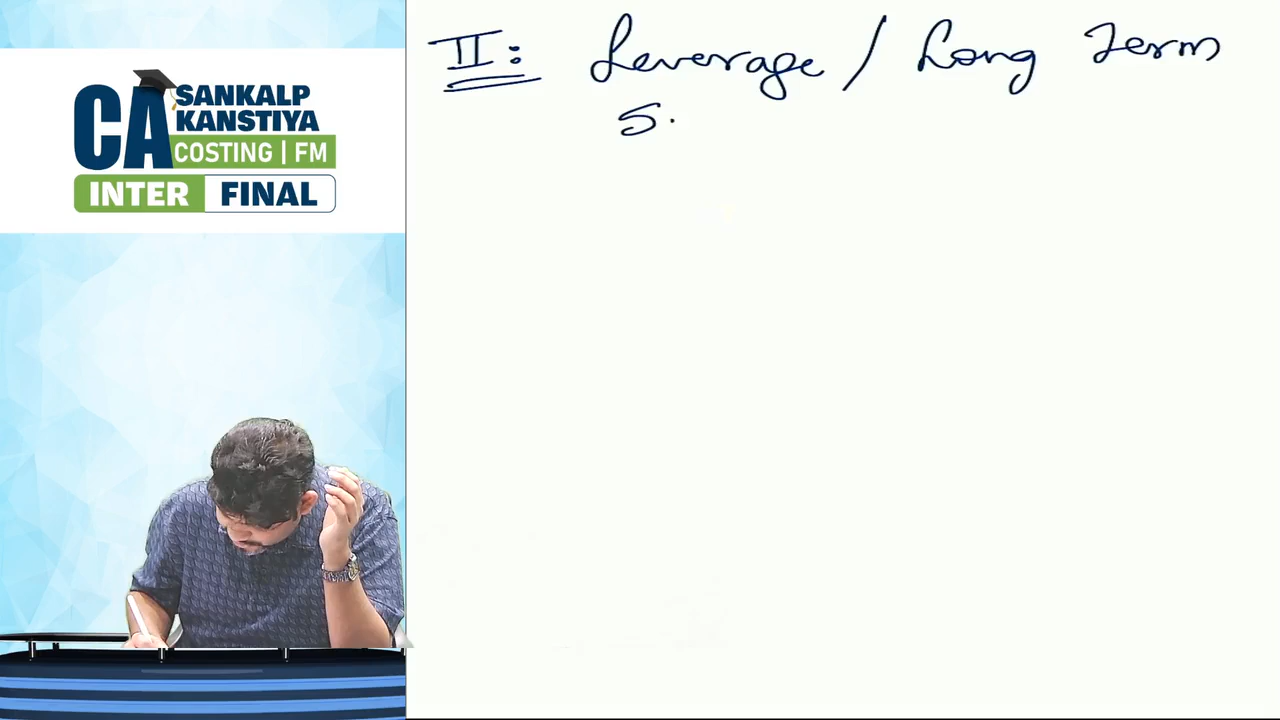 CA SANKALP KANSTIYA
COSTING | FM
INTER FINAL
II: Leverage / Long Term
S.